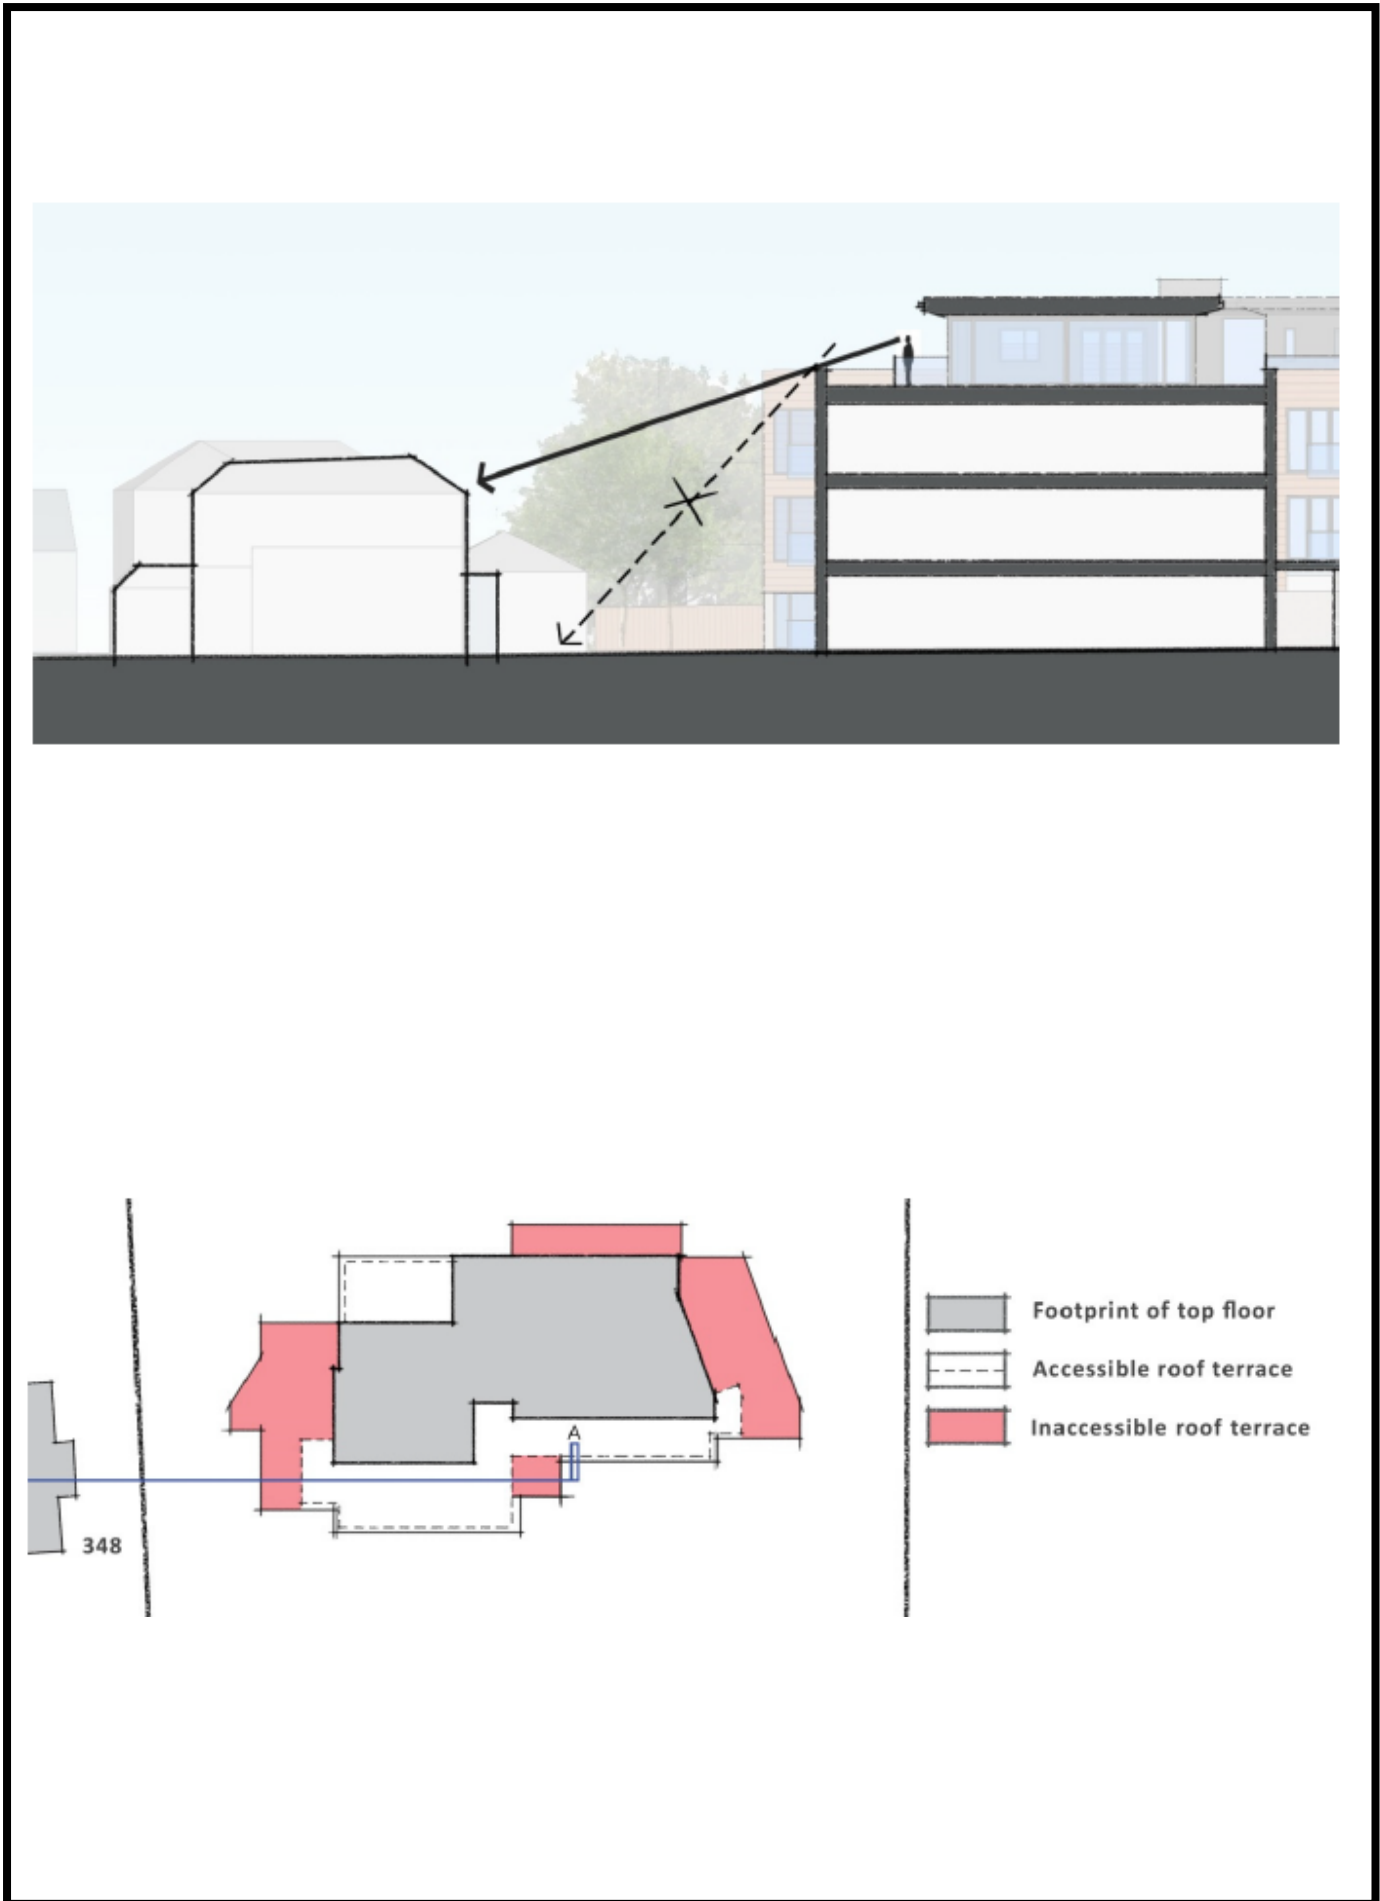 Footprint of top floor
Accessible roof terrace
Inaccessible roof terrace
A
348